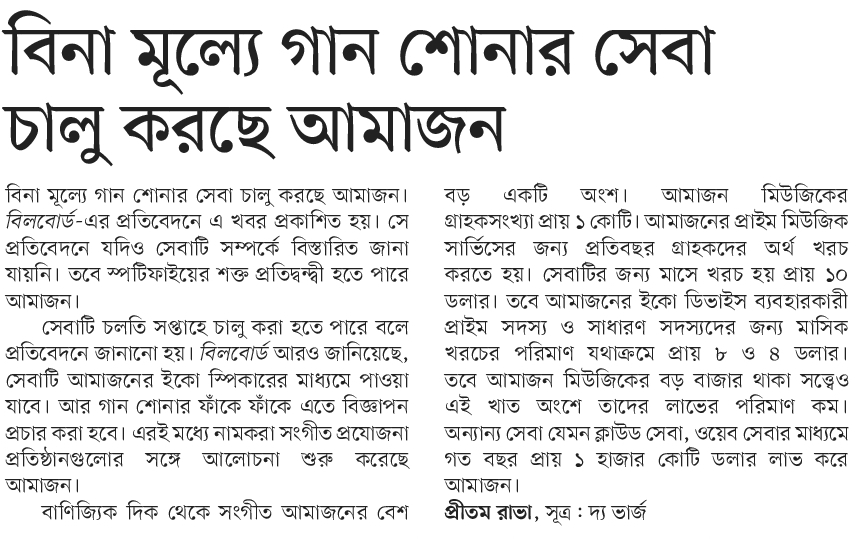 বিনা মূল্যে গান শোনার সেবা
চালু করছে আমাজন
বিনা মূল্যে গান শোনার সেবা চালু করছে আমাজন।
বিলবোর্ড-এর প্রতিবেদনে এ খবর প্রকাশিত হয়। সে
প্রতিবেদনে যদিও সেবাটি সম্পর্কে বিস্তারিত জানা
যায়নি। তবে স্পটিফাইয়ের শক্ত প্রতিদ্বন্দ্বী হতে পারে
আমাজন।
সেবাটি চলতি সপ্তাহে চালু করা হতে পারে বলে
প্রতিবেদনে জানানো হয়। বিলবোর্ড আরও জানিয়েছে,
সেবাটি আমাজনের ইকো স্পিকারের মাধ্যমে পাওয়া
যাবে। আর গান শোনার ফাঁকে ফাঁকে এতে বিজ্ঞাপন
প্রচার করা হবে। এরই মধ্যে নামকরা সংগীত প্রযোজনা
প্রতিষ্ঠানগুলোর সঙ্গে আলোচনা শুরু করেছে
আমাজন।
বাণিজ্যিক দিক থেকে সংগীত আমাজনের বেশ
বড় একটি অংশ। আমাজন মিউজিকের
গ্রাহকসংখ্যা প্রায় ১ কোটি। আমাজনের প্রাইম মিউজিক
সার্ভিসের জন্য প্রতিবছর গ্রাহকদের অর্থ খরচ
করতে হয়। সেবাটির জন্য মাসে খরচ হয় প্রায় ১০
ডলার। তবে আমাজনের ইকো ডিভাইস ব্যবহারকারী
প্রাইম সদস্য ও সাধারণ সদস্যদের জন্য মাসিক
খরচের পরিমাণ যথাক্রমে প্রায় ৮ ও ৪ ডলার।
তবে আমাজন মিউজিকের বড় বাজার থাকা সত্ত্বেও
এই খাত অংশে তাদের লাভের পরিমাণ কম।
অন্যান্য সেবা যেমন ক্লাউড সেবা, ওয়েব সেবার মাধ্যমে
গত বছর প্রায় ১ হাজার কোটি ডলার লাভ করে
আমাজন।
প্রীতম রাভা, সূত্র : দ্য ভার্জ